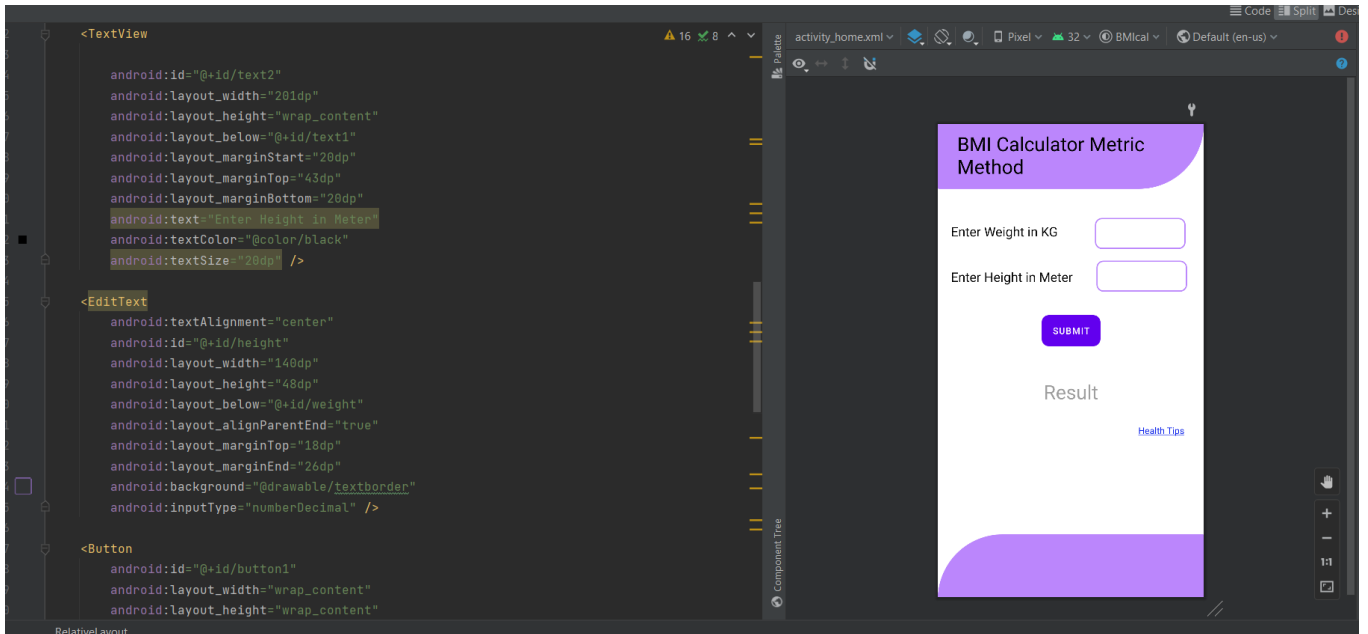 Code Split Des
<TextView
16 8
android:id="@+id/text2"
android:layout_width="201dp"
android:layout_height="wrap_content"
android:layout_below="@+id/text1"
android:layout_marginStart="20dp"
android:layout_marginTop="43dp"
android:layout_marginBottom="20dp"
android:text="Enter Height in Meter"
android:textColor="@color/black"
android:textSize="20dp" />
<EditText
android:textAlignment="center"
android:id="@+id/height"
android:layout_width="140dp"
android:layout_height="48dp"
android:layout_below="@+id/weight"
android:layout_alignParentEnd="true"
android:layout_marginTop="18dp"
android:layout_marginEnd="26dp"
android:background="@drawable/textborder"
android:inputType="numberDecimal" />
<Button
android:id="@+id/button1"
android:layout_width="wrap_content"
android:layout_height="wrap_content"
RelativeLayout
Palette
Component Tree
activity_home.xml Pixel 32 BMIcal Default (en-us)
BMI Calculator Metric
Method
Enter Weight in KG
Enter Height in Meter
SUBMIT
Result
Health Tips
1:1